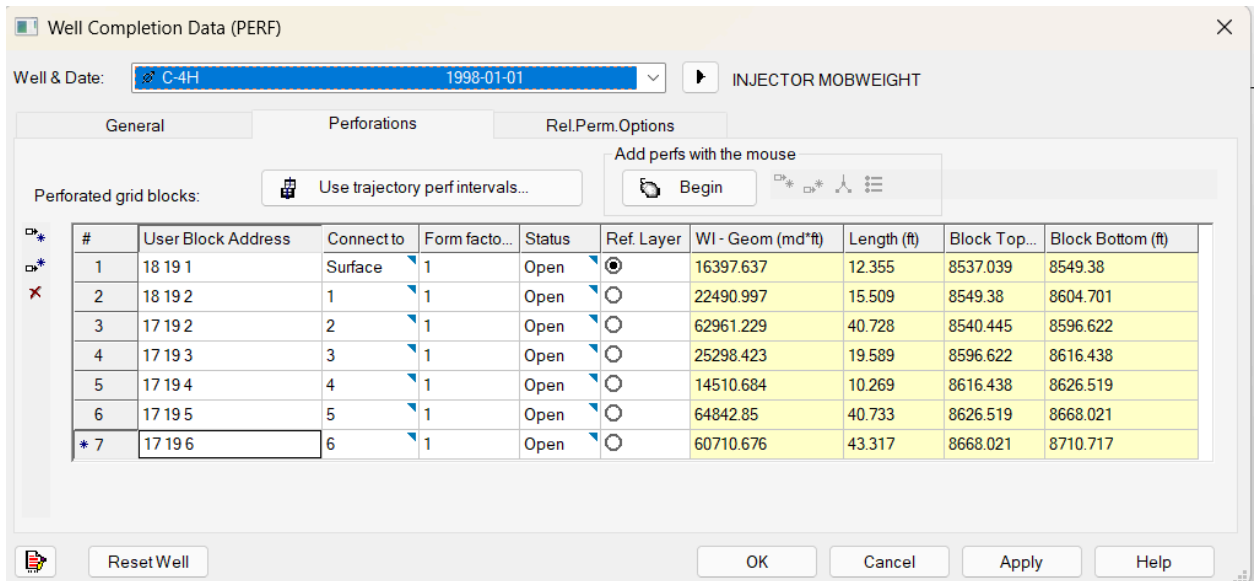 Well Completion Data (PERF)
Well & Date: C-4H 1998-01-01 INJECTOR MOBWEIGHT
General Perforations Rel.Perm.Options
Add perfs with the mouse
Perforated grid blocks: Use trajectory perf intervals... Begin
# User Block Address Connect to Form facto... Status Ref. Layer WI - Geom (md*ft) Length (ft) Block Top... Block Bottom (ft)
1 18 19 1 Surface 1 Open 16397.637 12.355 8537.039 8549.38
2 18 19 2 1 1 Open 22490.997 15.509 8549.38 8604.701
3 17 19 2 2 1 Open 62961.229 40.728 8540.445 8596.622
4 17 19 3 3 1 Open 25298.423 19.589 8596.622 8616.438
5 17 19 4 4 1 Open 14510.684 10.269 8616.438 8626.519
6 17 19 5 5 1 Open 64842.85 40.733 8626.519 8668.021
* 7 17 19 6 6 1 Open 60710.676 43.317 8668.021 8710.717
Reset Well OK Cancel Apply Help